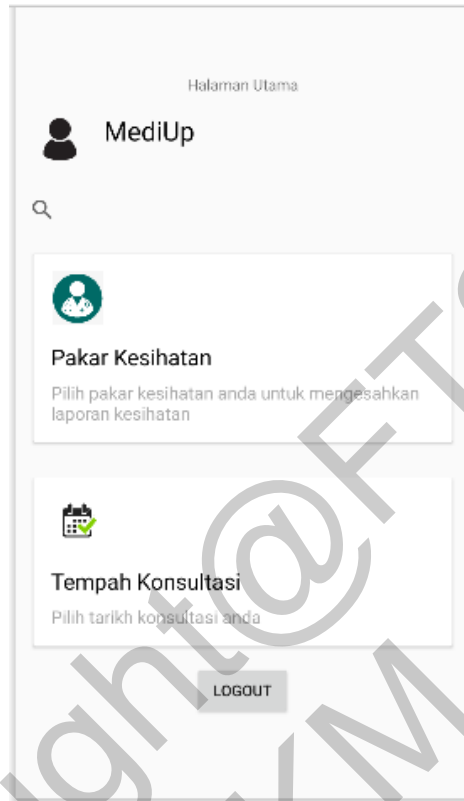 Halaman Utama
MediUp
Pakar Kesihatan
Pilih pakar kesihatan anda untuk mengesahkan
laporan kesihatan
Tempah Konsultasi
Pilih tarikh konsultasi anda
LOGOUT